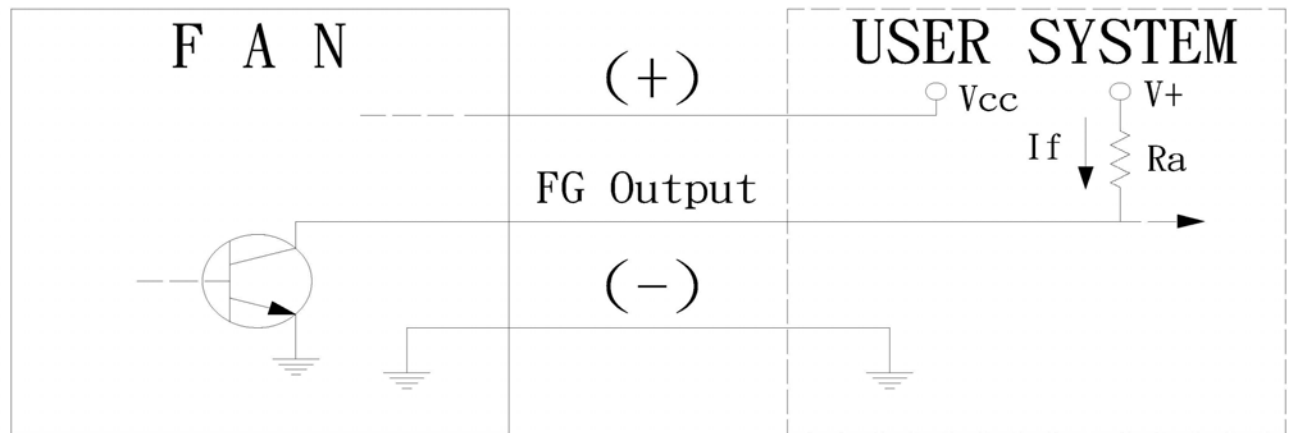 F A N
USER SYSTEM
(+)
Vcc
V+
If
Ra
FG Output
(-)